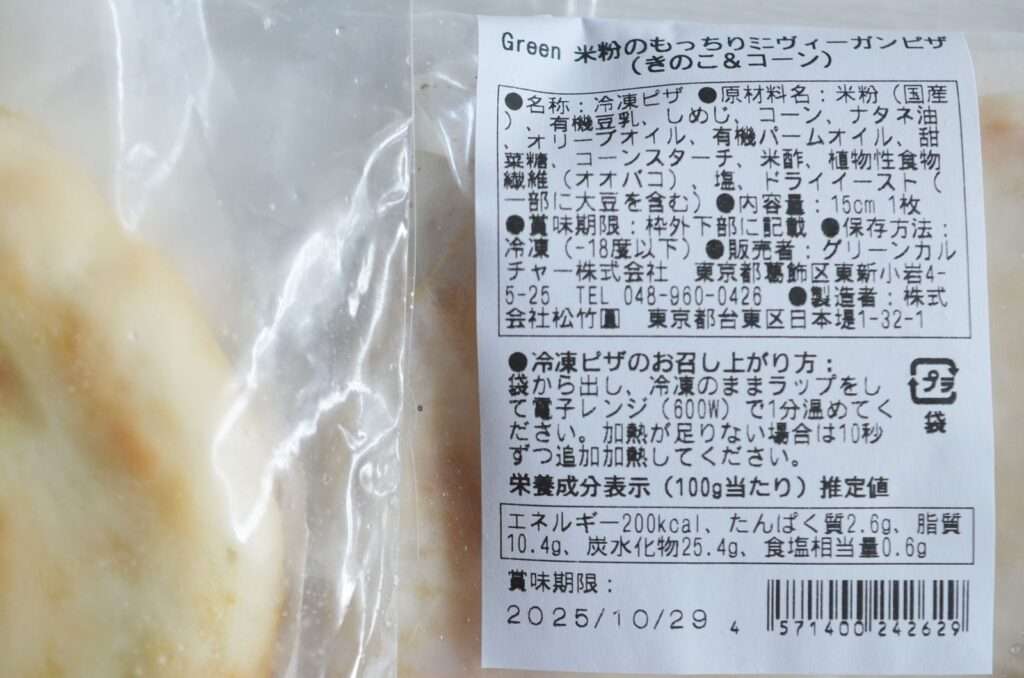 Green 米粉のもっちりミニヴィーガンピザ
(きのこ&コーン)
●名称:冷凍ピザ ●原材料名:米粉(国産
)、有機豆乳、しめじ、コーン、ナタネ油
、オリーブオイル、有機パームオイル、甜
菜糖、コーンスターチ、米酢、植物性食物
繊維(オオバコ)、塩、ドライイースト(
一部に大豆を含む) ●内容量:15cm 1枚
●賞味期限:枠外下部に記載 ●保存方法:
冷凍(-18度以下) ●販売者:グリーンカル
チャー株式会社 東京都葛飾区東新小岩4-
5-25 TEL 048-960-0426 ●製造者:株式
会社松竹圓 東京都台東区日本堤1-32-1
●冷凍ピザのお召し上がり方:
袋から出し、冷凍のままラップをし
て電子レンジ(600W)で1分温めてく
ださい。加熱が足りない場合は10秒
ずつ追加加熱してください。
プラ
袋
栄養成分表示(100g当たり)推定値
エネルギー200kcal、たんぱく質2.6g、脂質
10.4g、炭水化物25.4g、食塩相当量0.6g
賞味期限:
2025/10/29
4 571400 242629